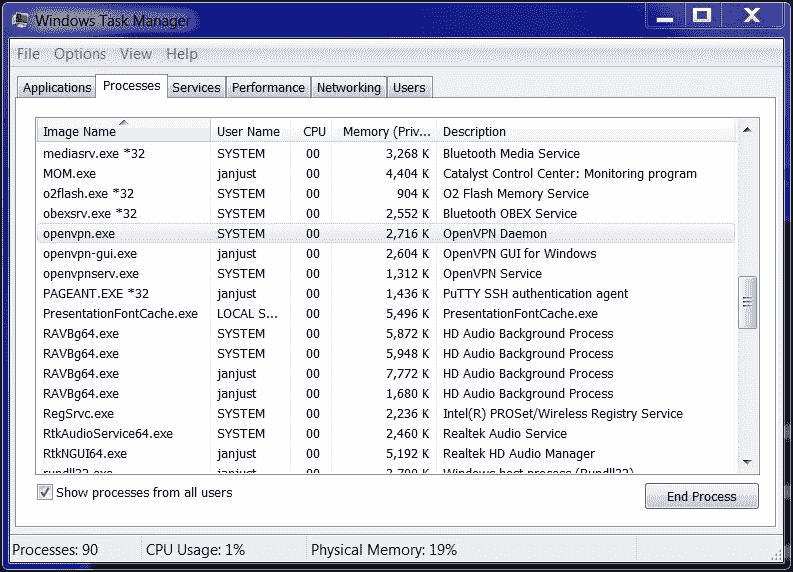 Windows Task Manager
File Options View Help
Applications Processes Services Performance Networking Users
Image Name User Name CPU Memory (Priv... Description
mediasrv.exe *32 SYSTEM 00 3,268 K Bluetooth Media Service
MOM.exe janjust 00 4,404 K Catalyst Control Center: Monitoring program
o2flash.exe *32 SYSTEM 00 904 K O2 Flash Memory Service
obexsrv.exe *32 SYSTEM 00 2,552 K Bluetooth OBEX Service
openvpn.exe SYSTEM 00 2,716 K OpenVPN Daemon
openvpn-gui.exe janjust 00 2,604 K OpenVPN GUI for Windows
openvpnserv.exe SYSTEM 00 1,312 K OpenVPN Service
PAGEANT.EXE *32 janjust 00 1,436 K PuTTY SSH authentication agent
PresentationFontCache.exe LOCAL S... 00 5,496 K PresentationFontCache.exe
RAVBg64.exe SYSTEM 00 5,872 K HD Audio Background Process
RAVBg64.exe SYSTEM 00 5,948 K HD Audio Background Process
RAVBg64.exe janjust 00 7,772 K HD Audio Background Process
RAVBg64.exe janjust 00 1,680 K HD Audio Background Process
RegSrvc.exe SYSTEM 00 2,236 K Intel(R) PROSet/Wireless Registry Service
RtkAudioService64.exe SYSTEM 00 2,460 K Realtek Audio Service
RtkNGUI64.exe janjust 00 5,192 K Realtek HD Audio Manager
rundll32.exe janjust 00 Windows host process (Rundll32)
Show processes from all users
End Process
Processes: 90 CPU Usage: 1% Physical Memory: 19%